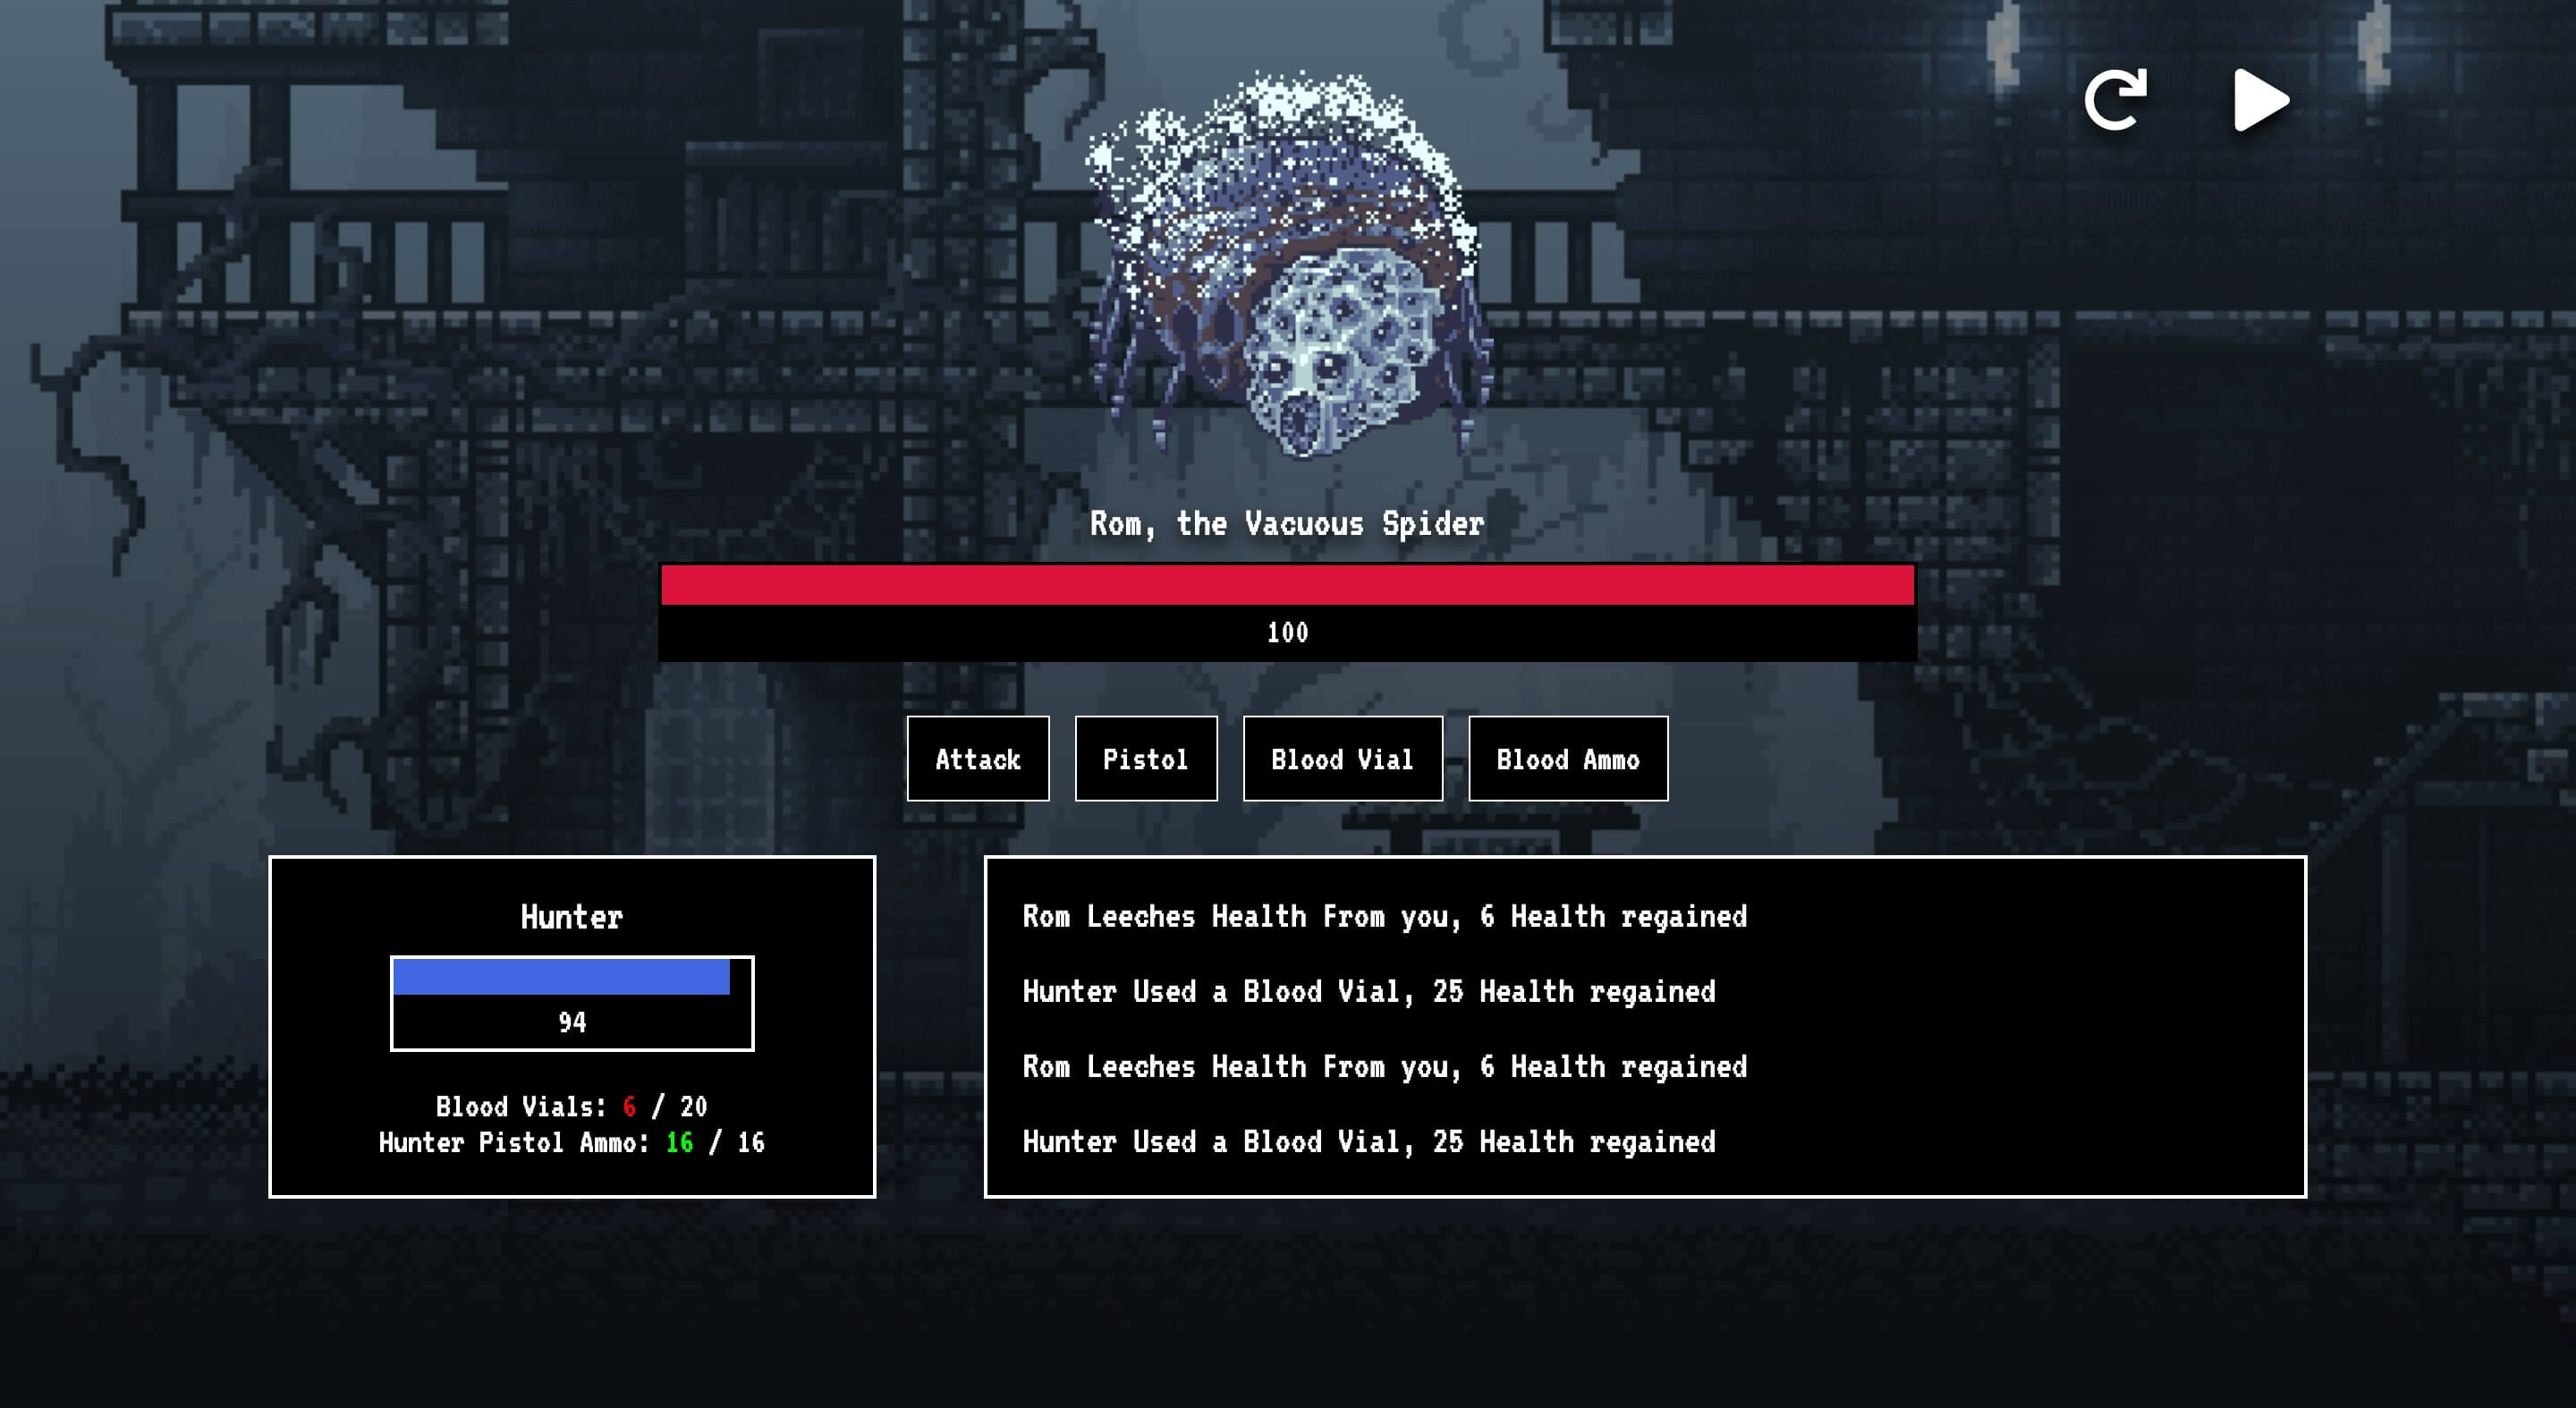 Rom, the Vacuous Spider
100
Attack
Pistol
Blood Vial
Blood Ammo
Hunter
94
Blood Vials: 6 / 20
Hunter Pistol Ammo: 16 / 16
Rom Leeches Health From you, 6 Health regained
Hunter Used a Blood Vial, 25 Health regained
Rom Leeches Health From you, 6 Health regained
Hunter Used a Blood Vial, 25 Health regained